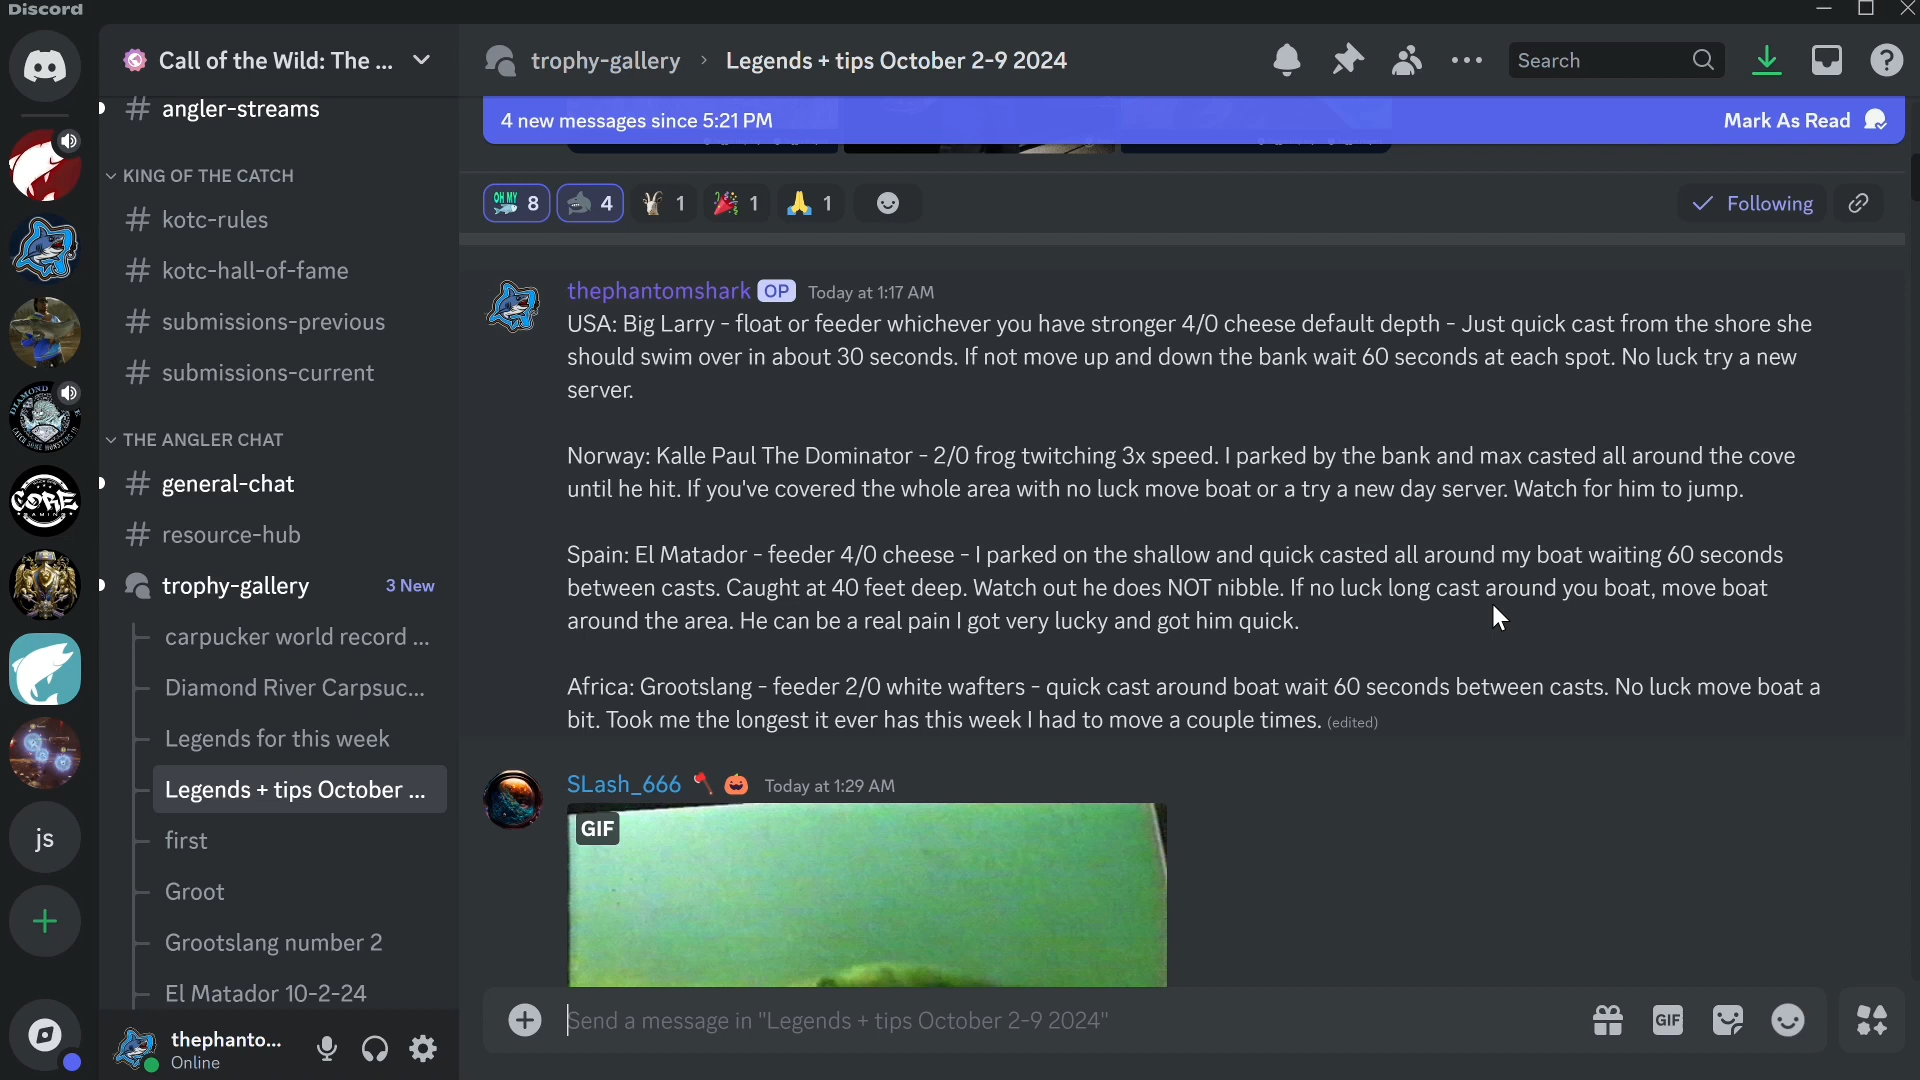 Discord
Call of the Wild: The ...
trophy-gallery > Legends + tips October 2-9 2024
Search
# angler-streams
4 new messages since 5:21 PM
Mark As Read
KING OF THE CATCH
# kotc-rules
# kotc-hall-of-fame
# submissions-previous
# submissions-current
THE ANGLER CHAT
# general-chat
# resource-hub
trophy-gallery 3 New
carpucker world record ...
Diamond River Carpsuc...
Legends for this week
Legends + tips October ...
first
Groot
Grootslang number 2
El Matador 10-2-24
DIAMOND
CORE
GAMING
js
thephanto...
Online
OH MY 8
4
1
1
1
Following
thephantomshark OP Today at 1:17 AM
USA: Big Larry - float or feeder whichever you have stronger 4/0 cheese default depth - Just quick cast from the shore she
should swim over in about 30 seconds. If not move up and down the bank wait 60 seconds at each spot. No luck try a new
server.
Norway: Kalle Paul The Dominator - 2/0 frog twitching 3x speed. I parked by the bank and max casted all around the cove
until he hit. If you've covered the whole area with no luck move boat or a try a new day server. Watch for him to jump.
Spain: El Matador - feeder 4/0 cheese - I parked on the shallow and quick casted all around my boat waiting 60 seconds
between casts. Caught at 40 feet deep. Watch out he does NOT nibble. If no luck long cast around you boat, move boat
around the area. He can be a real pain I got very lucky and got him quick.
Africa: Grootslang - feeder 2/0 white wafters - quick cast around boat wait 60 seconds between casts. No luck move boat a
bit. Took me the longest it ever has this week I had to move a couple times. (edited)
SLash_666 Today at 1:29 AM
GIF
Send a message in "Legends + tips October 2-9 2024"
GIF